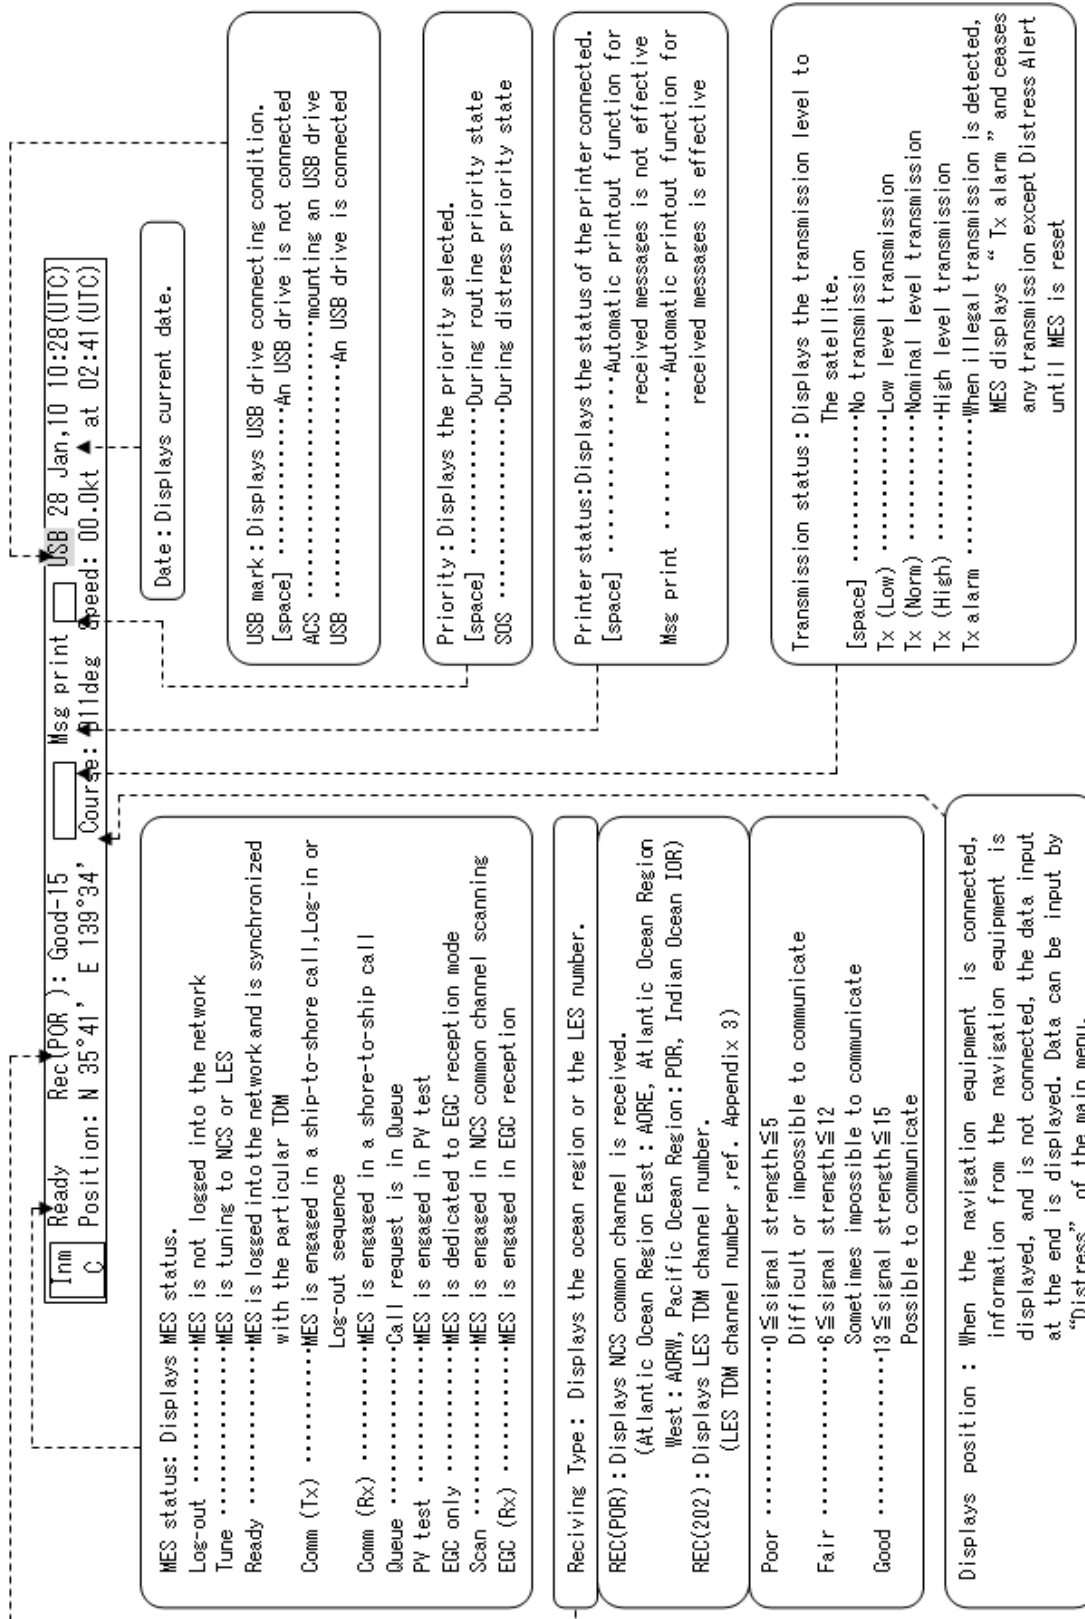 Inm
C
Ready Rec(POR ): Good-15 Msg print USB 28 Jan,10 10:28(UTC)
Position: N 35°41' E 139°34' Course: 011deg Speed: 00.0kt at 02:41(UTC)
MES status: Displays MES status.
Log-out ··········MES is not logged into the network
Tune ··········MES is tuning to NCS or LES
Ready ··········MES is logged into the network and is synchronized
with the particular TDM
Comm (Tx) ··········MES is engaged in a ship-to-shore call,Log-in or
Log-out sequence
Comm (Rx) ··········MES is engaged in a shore-to-ship call
Queue ··········Call request is in Queue
PV test ··········MES is engaged in PV test
EGC only ··········MES is dedicated to EGC reception mode
Scan ··········MES is engaged in NCS common channel scanning
EGC (Rx) ··········MES is engaged in EGC reception
Reciving Type : Displays the ocean region or the LES number.
REC(POR) : Displays NCS common channel is received.
(Atlantic Ocean Region East : AORE, Atlantic Ocean Region
West : AORW, Pacific Ocean Region : POR, Indian Ocean IOR)
REC(202) : Displays LES TDM channel number.
(LES TDM channel number ,ref. Appendix 3)
Poor ··········0≦signal strength≦5
Difficult or impossible to communicate
Fair ··········6≦signal strength≦12
Sometimes impossible to communicate
Good ··········13≦signal strength≦15
Possible to communicate
Displays position : When the navigation equipment is connected,
information from the navigation equipment is
displayed, and is not connected, the data input
at the end is displayed. Data can be input by
“Distress” of the main menu.
Date : Displays current date.
USB mark : Displays USB drive connecting condition.
[space] ··········An USB drive is not connected
ACS ··········mounting an USB drive
USB ··········An USB drive is connected
Priority : Displays the priority selected.
[space] ··········During routine priority state
SOS ··········During distress priority state
Printer status:Displays the status of the printer connected.
[space] ··········Automatic printout function for
received messages is not effective
Msg print ··········Automatic printout function for
received messages is effective
Transmission status : Displays the transmission level to
The satellite.
[space] ··········No transmission
Tx (Low) ··········Low level transmission
Tx (Norm) ··········Nominal level transmission
Tx (High) ··········High level transmission
Tx alarm ··········When illegal transmission is detected,
MES displays “ Tx alarm ” and ceases
any transmission except Distress Alert
until MES is reset